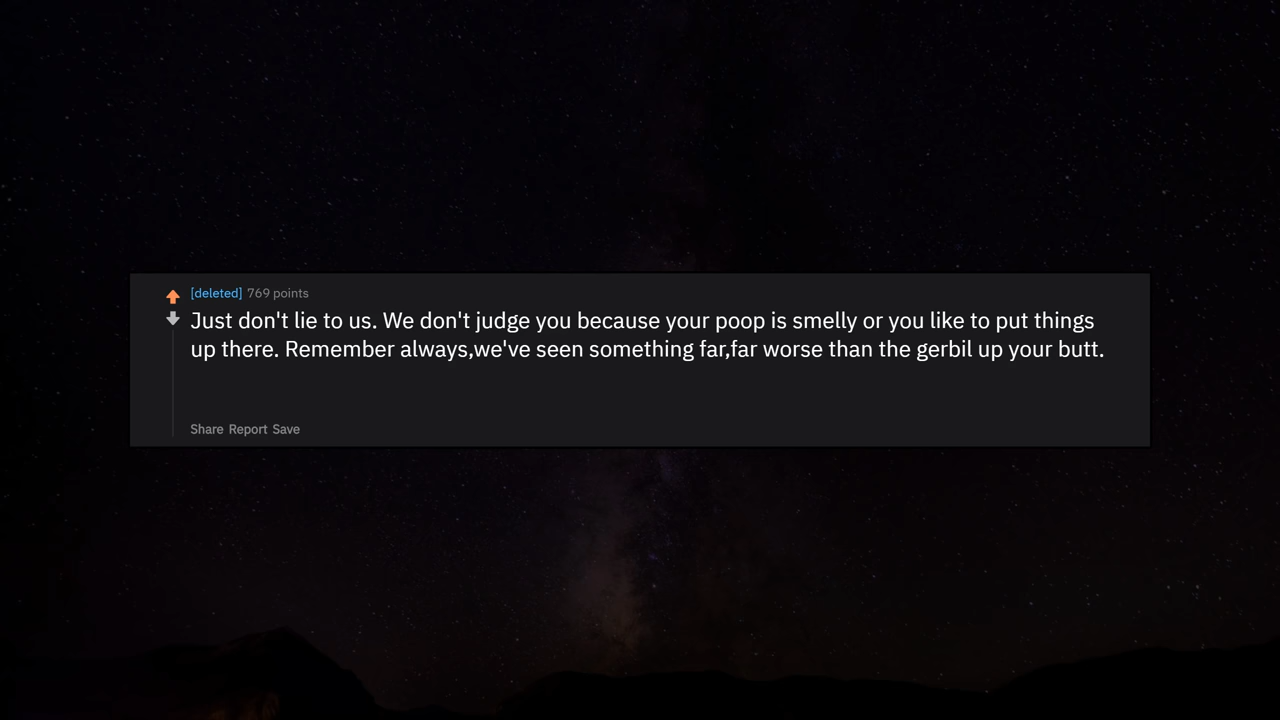 [deleted] 769 points
Just don't lie to us. We don't judge you because your poop is smelly or you like to put things
up there. Remember always,we've seen something far,far worse than the gerbil up your butt.
Share Report Save